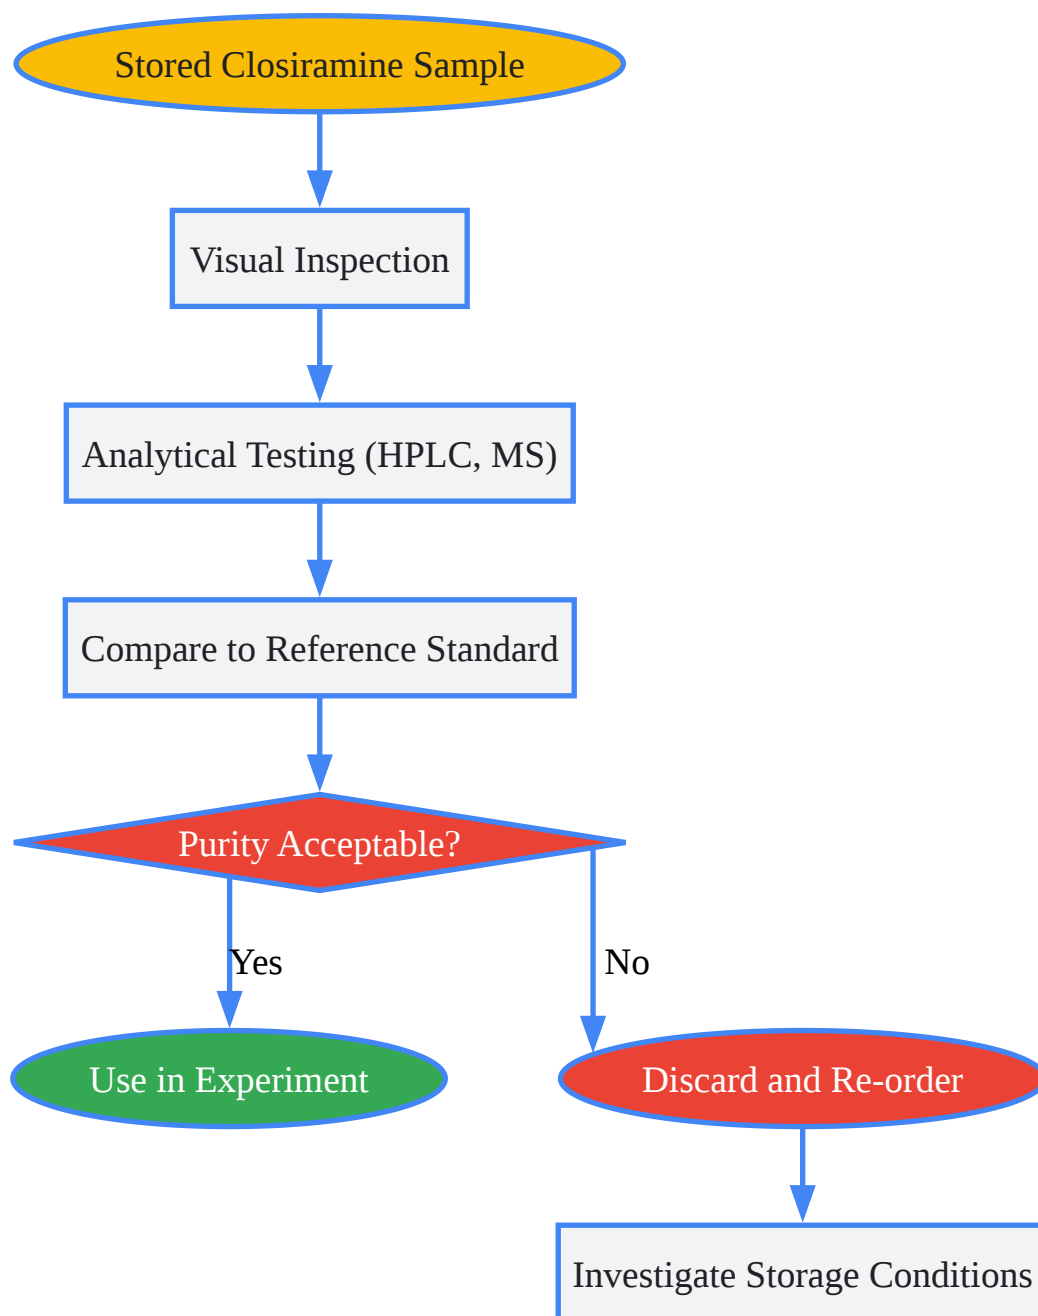 Stored Closiramine Sample
Visual Inspection
Analytical Testing (HPLC, MS)
Compare to Reference Standard
Purity Acceptable?
Yes
No
Use in Experiment
Discard and Re-order
Investigate Storage Conditions